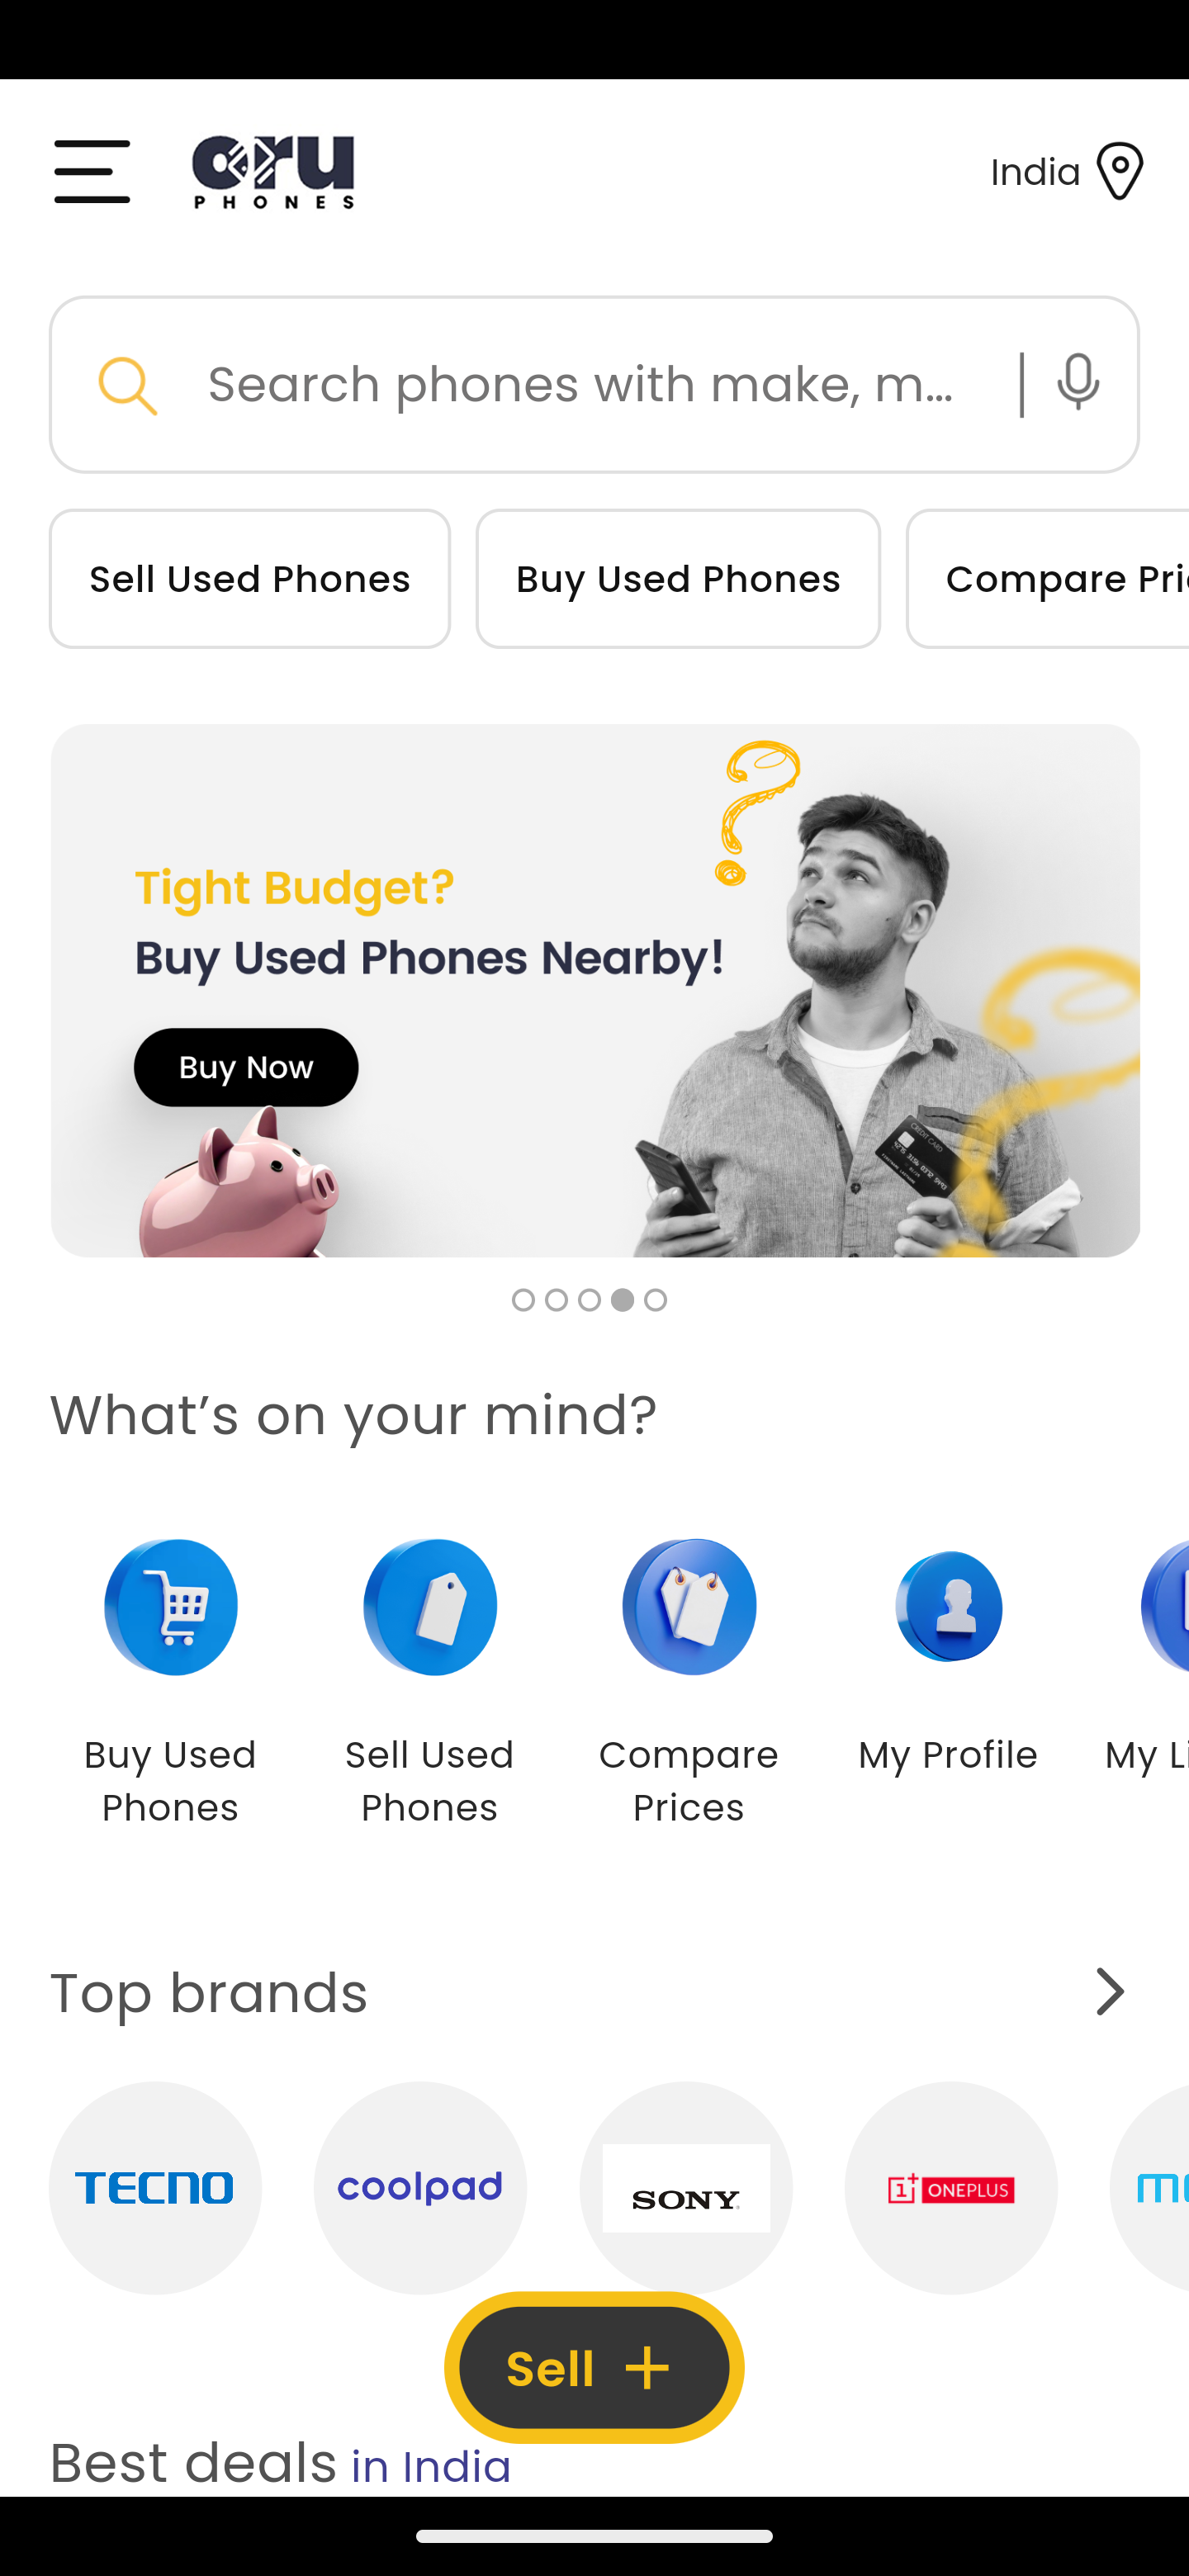 oru
PHONES
India
Search phones with make, m...
Sell Used Phones
Buy Used Phones
Compare Pri
Tight Budget?
Buy Used Phones Nearby!
Buy Now
CREDIT CARD
What's on your mind?
Buy Used
Phones
Sell Used
Phones
Compare
Prices
My Profile
My Li
Top brands
TECNO
coolpad
SONY
1+ ONEPLUS
Sell +
Best deals in India